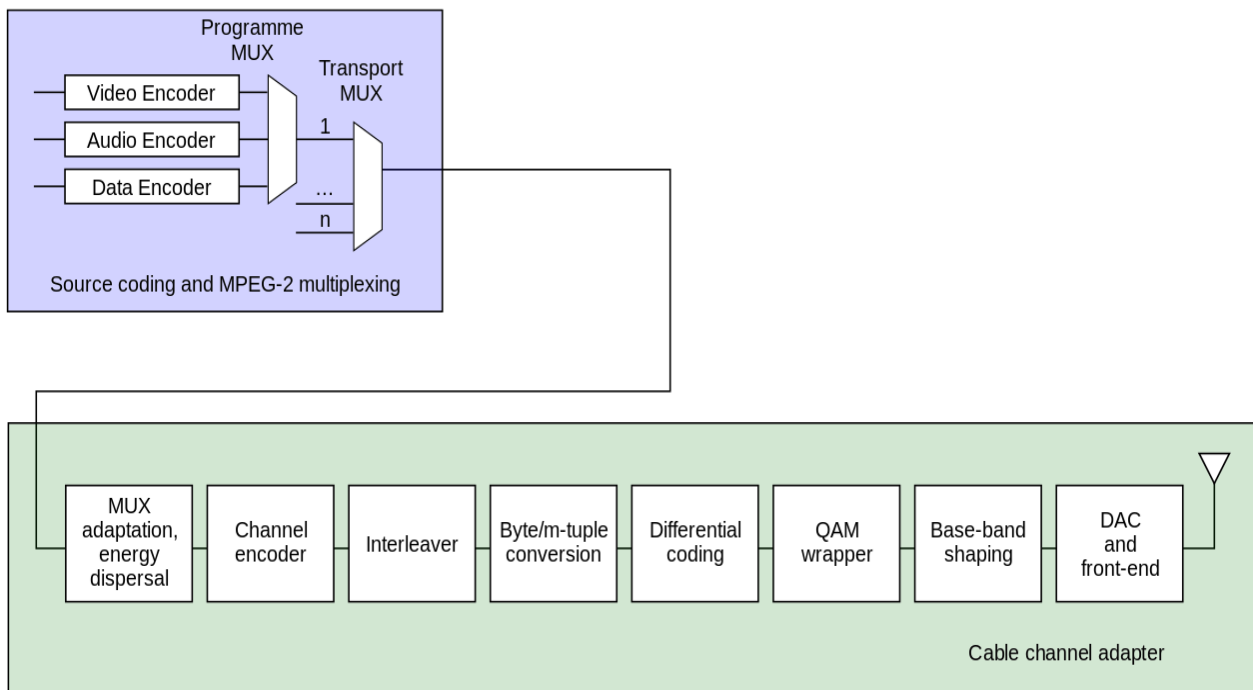 Programme
MUX
Transport
MUX
Video Encoder
Audio Encoder
Data Encoder
1
...
n
Source coding and MPEG-2 multiplexing
MUX
adaptation,
energy
dispersal
Channel
encoder
Interleaver
Byte/m-tuple
conversion
Differential
coding
QAM
wrapper
Base-band
shaping
DAC
and
front-end
Cable channel adapter